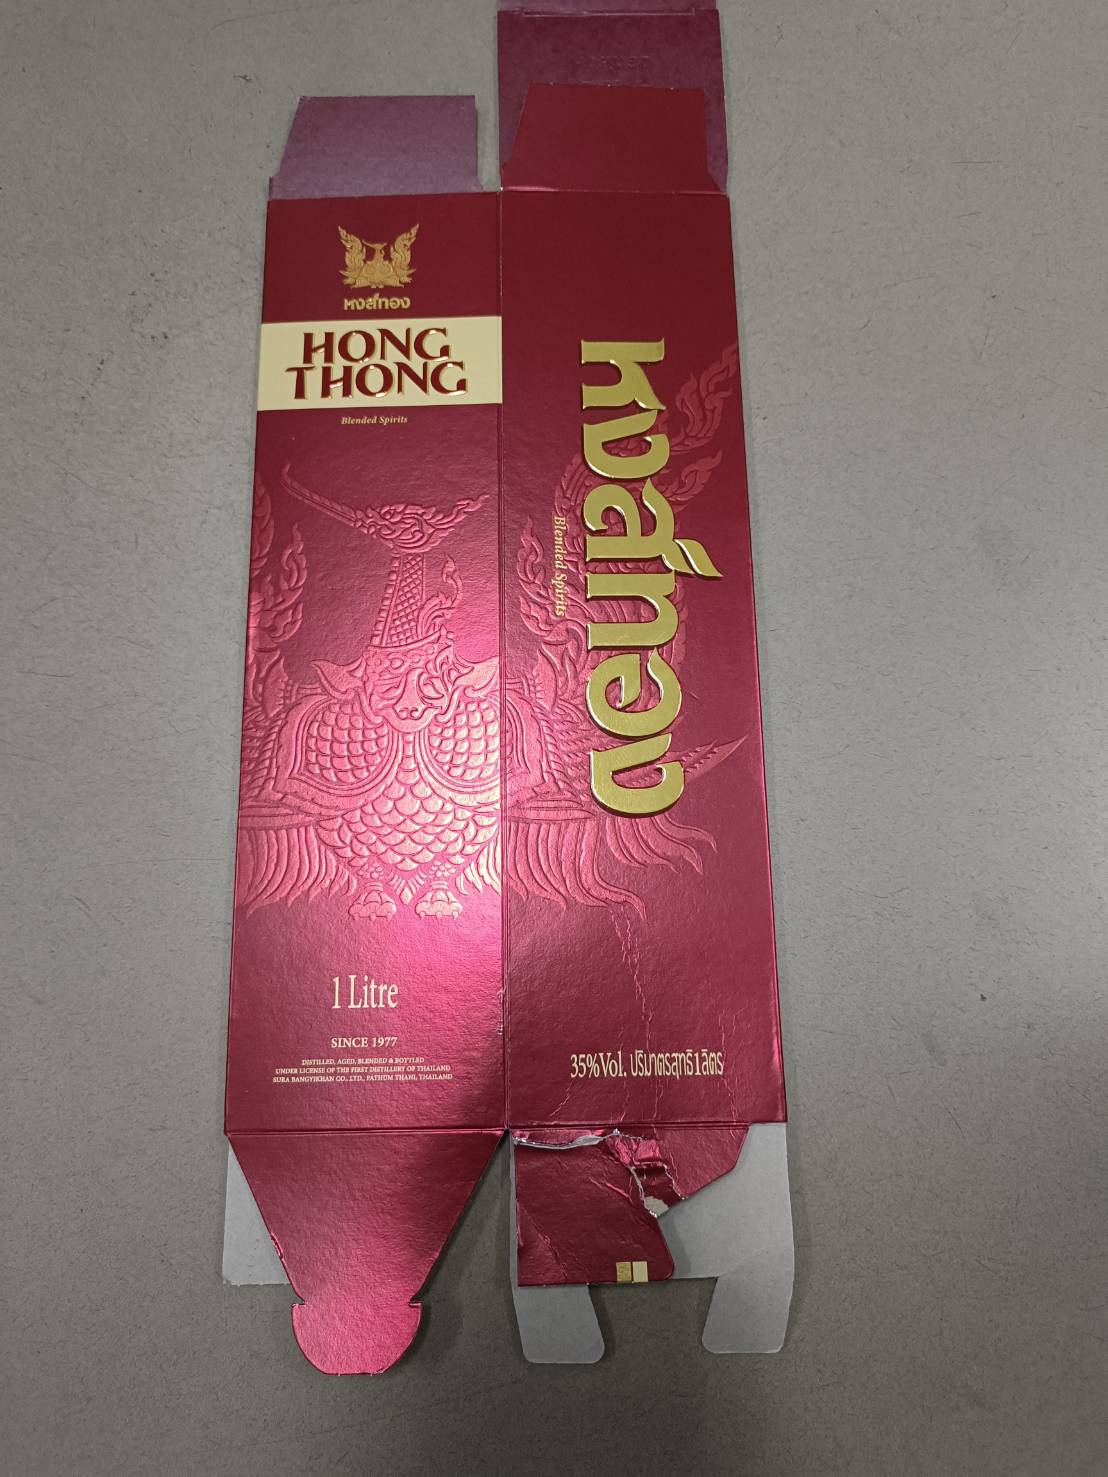 หงส์ทอง
HONG
THONG
Blended Spirits
1 Litre
SINCE 1977
DISTILLED, AGED, BLENDED & BOTTLED
UNDER LICENSE OF THE FIRST DISTILLERY OF THAILAND
SURA BANGYIKHAN CO., LTD., PATHUM THANI, THAILAND
หงส์ทอง
Blended Spirits
35%Vol. ปริมาตรสุทธิ 1 ลิตร